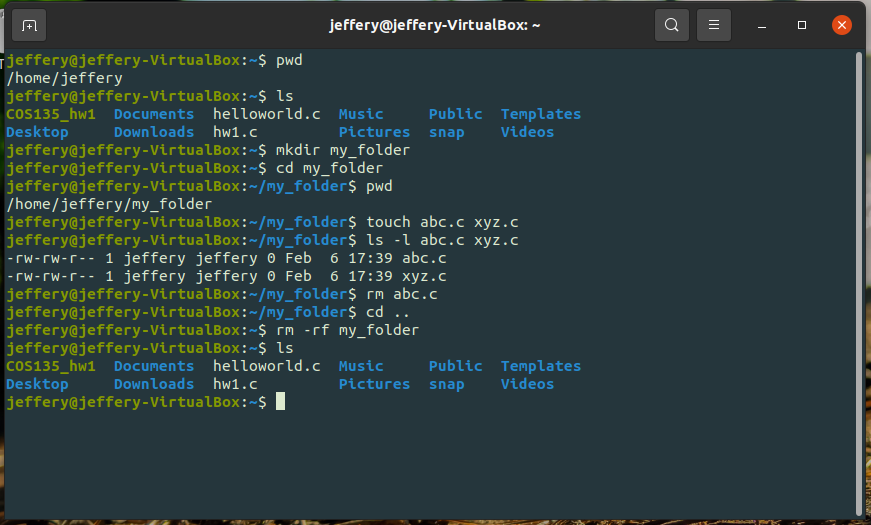 jeffery@jeffery-VirtualBox: ~
jeffery@jeffery-VirtualBox:~$ pwd
/home/jeffery
jeffery@jeffery-VirtualBox:~$ ls
COS135_hw1  Documents  helloworld.c  Music     Public  Templates
Desktop     Downloads  hw1.c         Pictures  snap    Videos
jeffery@jeffery-VirtualBox:~$ mkdir my_folder
jeffery@jeffery-VirtualBox:~$ cd my_folder
jeffery@jeffery-VirtualBox:~/my_folder$ pwd
/home/jeffery/my_folder
jeffery@jeffery-VirtualBox:~/my_folder$ touch abc.c xyz.c
jeffery@jeffery-VirtualBox:~/my_folder$ ls -l abc.c xyz.c
-rw-rw-r-- 1 jeffery jeffery 0 Feb  6 17:39 abc.c
-rw-rw-r-- 1 jeffery jeffery 0 Feb  6 17:39 xyz.c
jeffery@jeffery-VirtualBox:~/my_folder$ rm abc.c
jeffery@jeffery-VirtualBox:~/my_folder$ cd ..
jeffery@jeffery-VirtualBox:~$ rm -rf my_folder
jeffery@jeffery-VirtualBox:~$ ls
COS135_hw1  Documents  helloworld.c  Music     Public  Templates
Desktop     Downloads  hw1.c         Pictures  snap    Videos
jeffery@jeffery-VirtualBox:~$